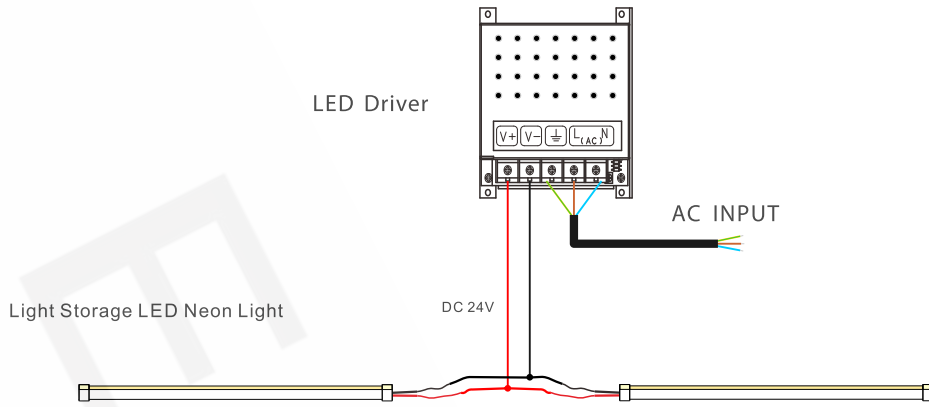 LED Driver
V+ V- L(AC)N
AC INPUT
DC 24V
Light Storage LED Neon Light